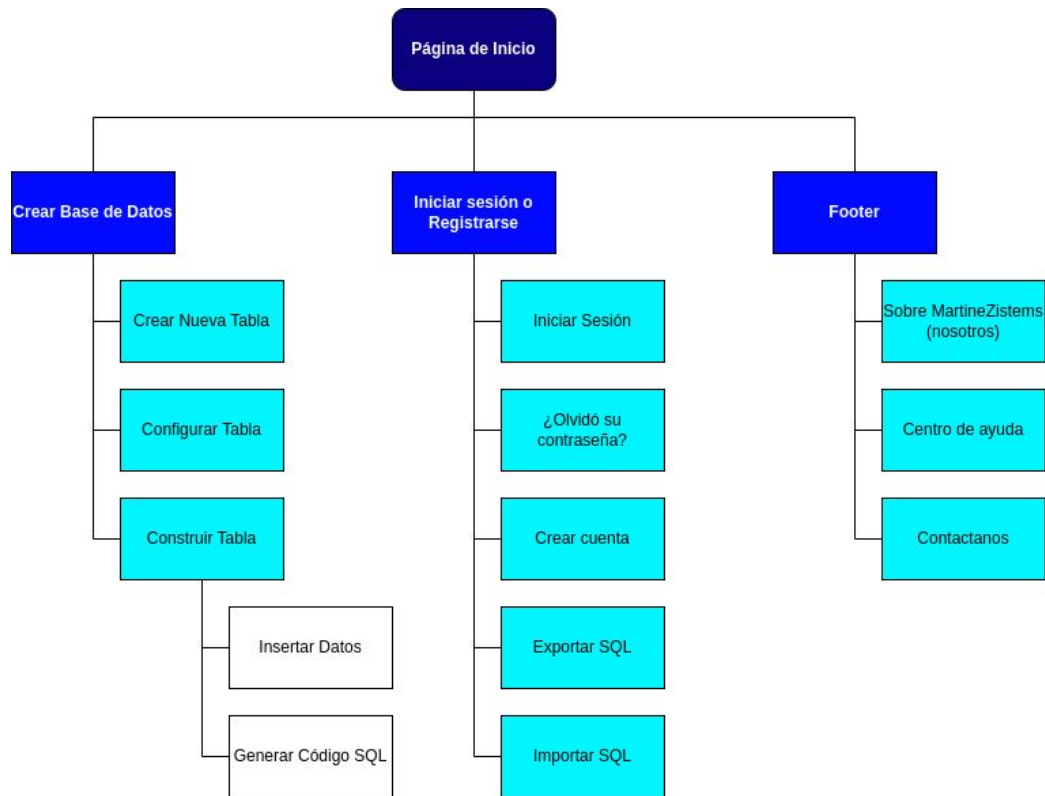 Página de Inicio
Crear Base de Datos
Iniciar sesión o
Registrarse
Footer
Crear Nueva Tabla
Iniciar Sesión
Sobre MartineZistems
(nosotros)
Configurar Tabla
¿Olvidó su
contraseña?
Centro de ayuda
Construir Tabla
Crear cuenta
Contactanos
Insertar Datos
Exportar SQL
Generar Código SQL
Importar SQL